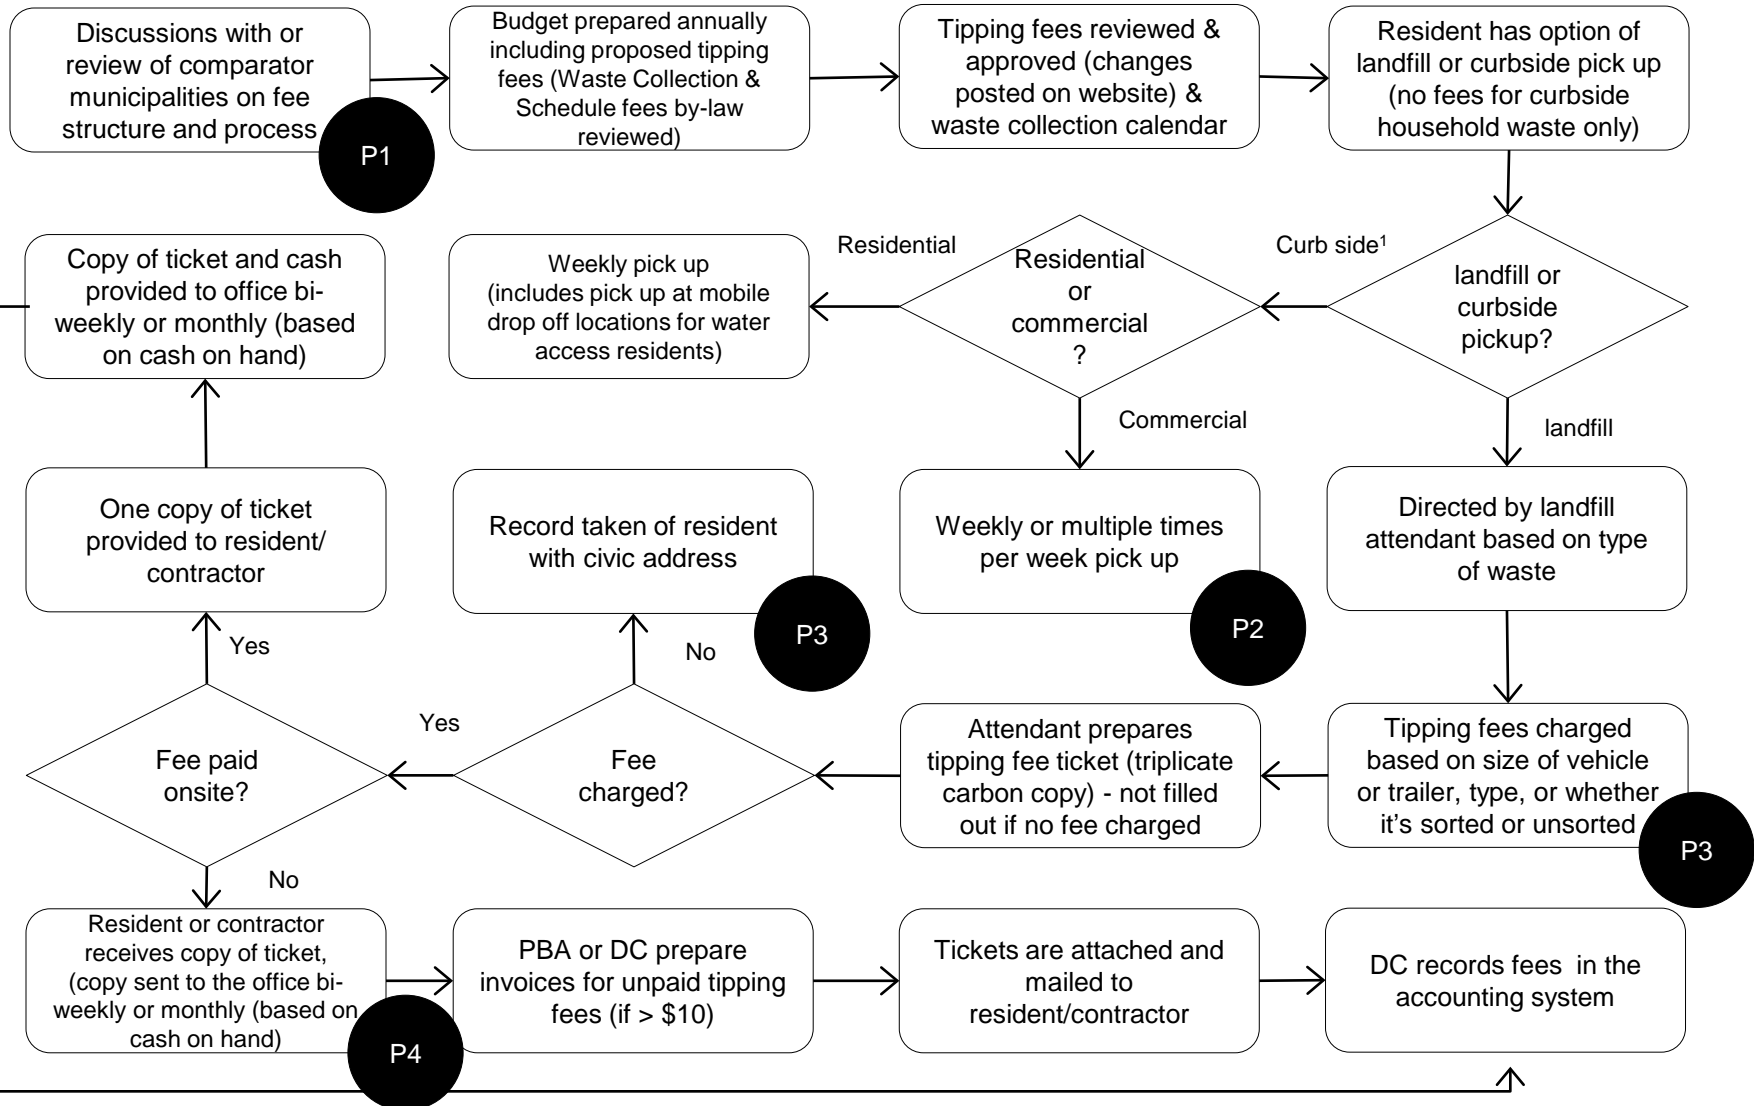 Discussions with or
review of comparator
municipalities on fee
structure and process
P1
Budget prepared annually
including proposed tipping
fees (Waste Collection &
Schedule fees by-law
reviewed)
Tipping fees reviewed &
approved (changes
posted on website) &
waste collection calendar
Resident has option of
landfill or curbside pick up
(no fees for curbside
household waste only)
Copy of ticket and cash
provided to office bi-
weekly or monthly (based
on cash on hand)
Weekly pick up
(includes pick up at mobile
drop off locations for water
access residents)
Residential
Residential
or
commercial
?
Curb side¹
landfill or
curbside
pickup?
Commercial
landfill
One copy of ticket
provided to resident/
contractor
Record taken of resident
with civic address
P3
Weekly or multiple times
per week pick up
P2
Directed by landfill
attendant based on type
of waste
Yes
No
Fee paid
onsite?
Yes
Fee
charged?
Attendant prepares
tipping fee ticket (triplicate
carbon copy) - not filled
out if no fee charged
Tipping fees charged
based on size of vehicle
or trailer, type, or whether
it's sorted or unsorted
P3
No
Resident or contractor
receives copy of ticket,
(copy sent to the office bi-
weekly or monthly (based on
cash on hand)
P4
PBA or DC prepare
invoices for unpaid tipping
fees (if > $10)
Tickets are attached and
mailed to
resident/contractor
DC records fees in the
accounting system